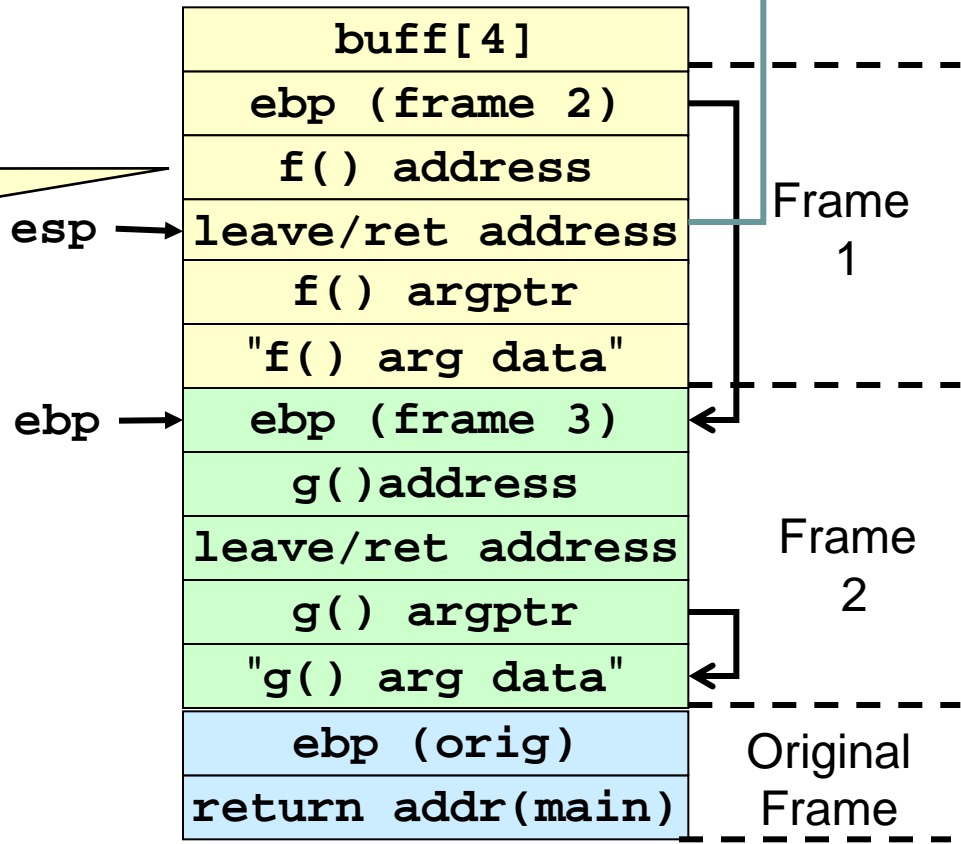 buff[4]
ebp (frame 2)
f() address
esp
leave/ret address
f() argptr
"f() arg data"
Frame
1
ebp
ebp (frame 3)
g()address
leave/ret address
g() argptr
"g() arg data"
Frame
2
ebp (orig)
return addr(main)
Original
Frame